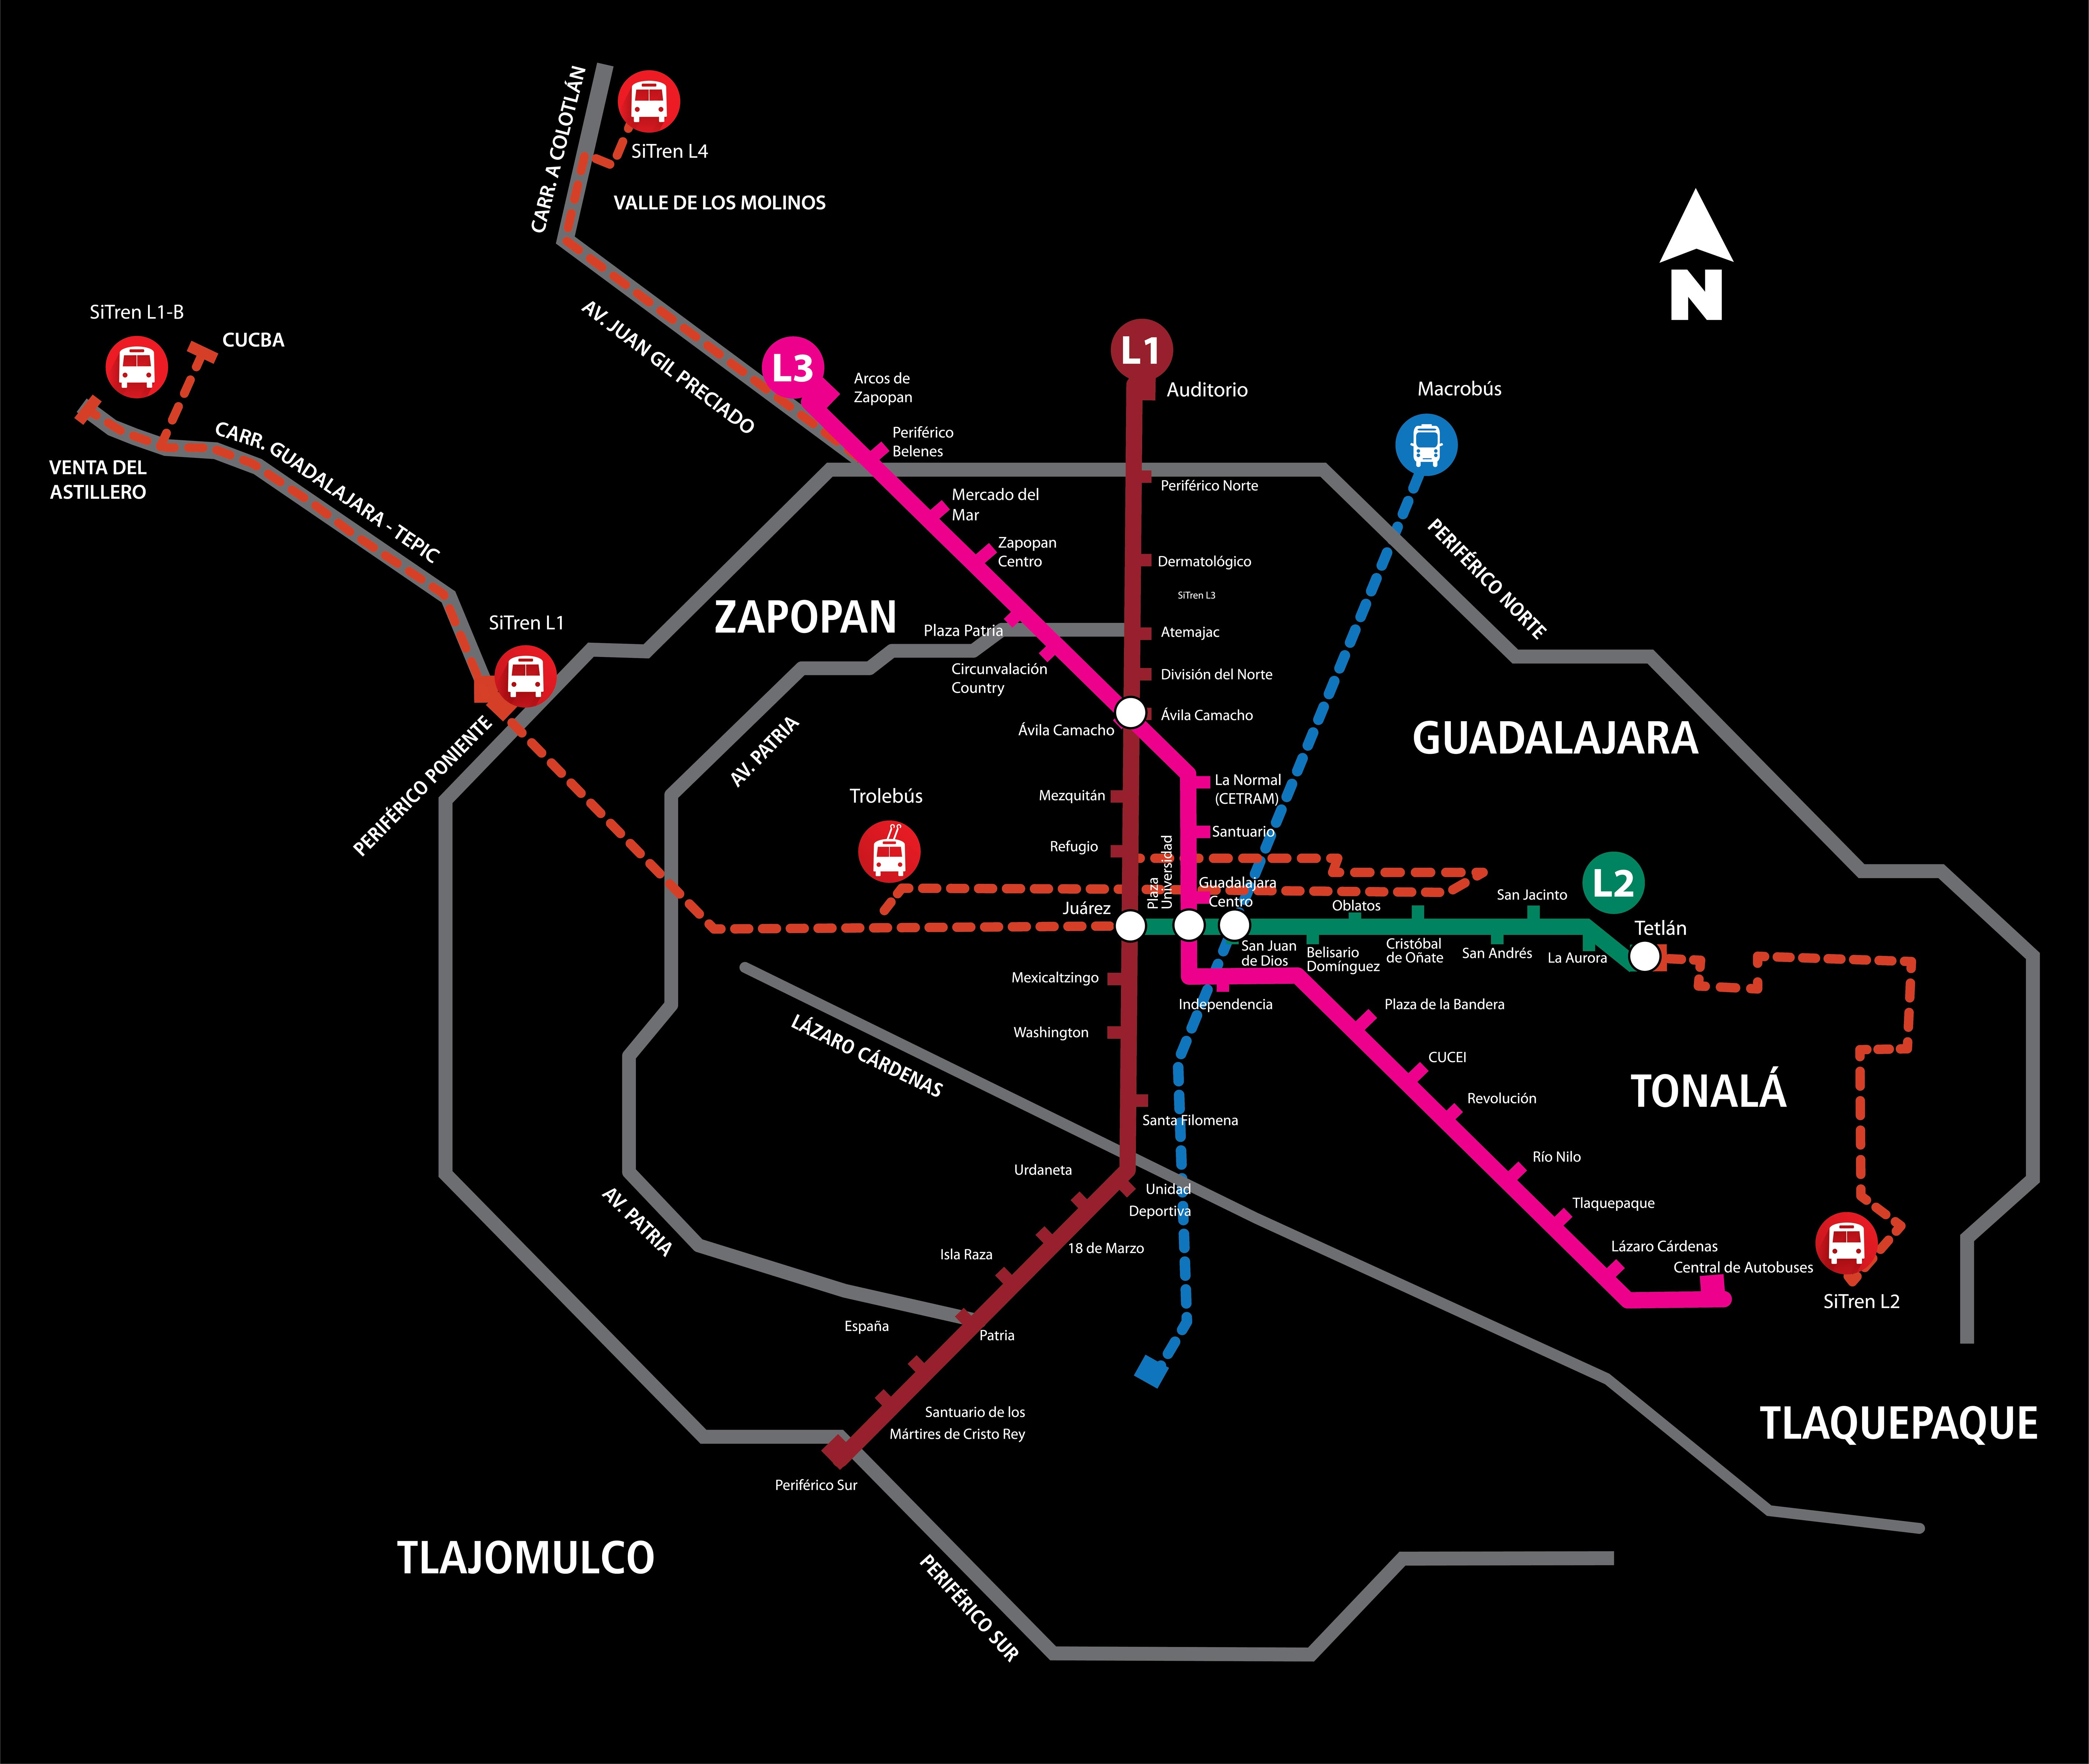 CARR. A COLOTLÁN
SiTren L4
VALLE DE LOS MOLINOS
SiTren L1-B
CUCBA
VENTA DEL
ASTILLERO
CARR. GUADALAJARA - TEPIC
AV. JUAN GIL PRECIADO
L3
Arcos de
Zapopan
L1
Auditorio
Macrobús
N
Periférico
Belenes
Periférico Norte
Mercado del
Mar
Zapopan
Centro
Dermatológico
SiTren L3
PERIFÉRICO NORTE
ZAPOPAN
SiTren L1
Plaza Patria
Atemajac
Circunvalación
Country
División del Norte
Ávila Camacho
Ávila Camacho
GUADALAJARA
PERIFÉRICO PONIENTE
AV. PATRIA
Trolebús
Mezquitán
La Normal
(CETRAM)
Santuario
Refugio
Plaza
Universidad
Guadalajara
Centro
Juárez
L2
Oblatos
San Jacinto
Tetlán
San Juan
de Dios
Belisario
Domínguez
Cristóbal
de Oñate
San Andrés
La Aurora
Mexicaltzingo
Independencia
Plaza de la Bandera
Washington
LÁZARO CÁRDENAS
CUCEI
Revolución
TONALÁ
Santa Filomena
Río Nilo
Urdaneta
Unidad
Deportiva
Tlaquepaque
AV. PATRIA
Isla Raza
18 de Marzo
Lázaro Cárdenas
Central de Autobuses
SiTren L2
España
Patria
Santuario de los
Mártires de Cristo Rey
TLAQUEPAQUE
Periférico Sur
TLAJOMULCO
PERIFÉRICO SUR